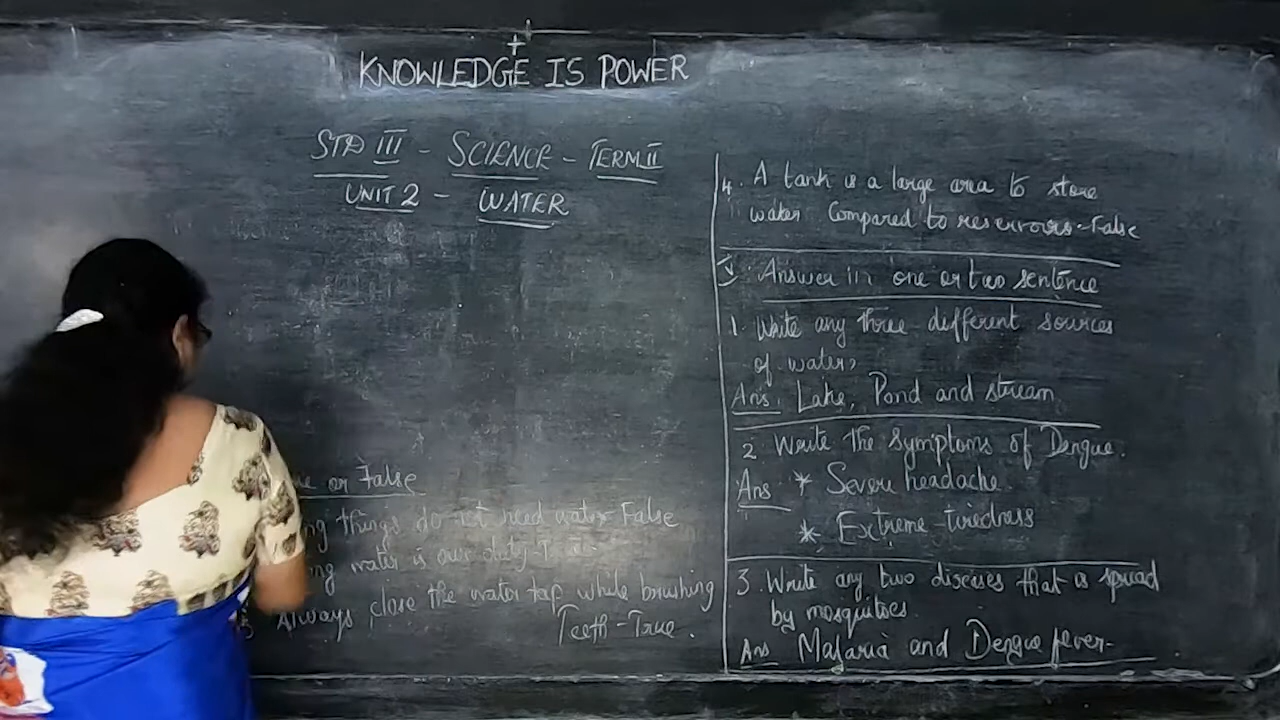 KNOWLEDGE IS POWER
STD III - SCIENCE - TERM II
UNIT 2 - WATER
or False
things do not need water False
water is our duty-
Always close the water tap while brushing
Teeth-True.
4. A tank is a large area to store
water Compared to reservours-False
V. Answer in one or two sentence
1. Write any three different sources
of water,
Ans. Lake, Pond and stream
2. Write the symptoms of Dengue.
Ans * Severe headache
* Extreme-tiredness
3. Write any two diseases that is spread
by mosquitoes.
Ans Malaria and Dengue fever-